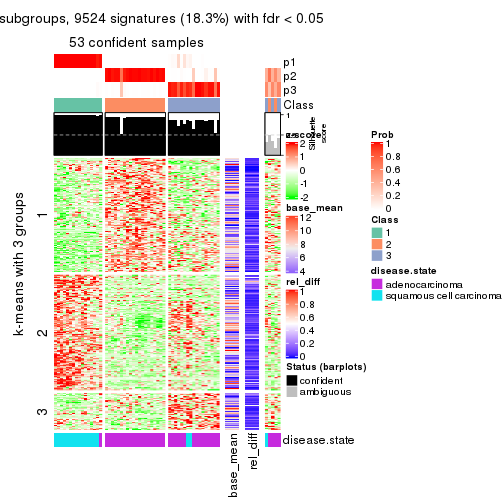 subgroups, 9524 signatures (18.3%) with fdr < 0.05
53 confident samples
p1
p2
p3
Class
1
Silhouette
score
k-means with 3 groups
1
2
3
disease.state
base_mean
rel_diff
z-score
2
1
0
-1
-2
base_mean
12
10
8
6
4
rel_diff
1
0.8
0.6
0.4
0.2
0
Status (barplots)
confident
ambiguous
Prob
1
0.8
0.6
0.4
0.2
0
Class
1
2
3
disease.state
adenocarcinoma
squamous cell carcinoma